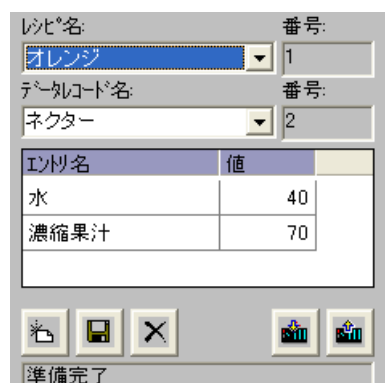 ﾚｼﾋﾟ名: 番号:
オレンジ 1
ﾃﾞｰﾀﾚｺｰﾄﾞ名: 番号:
ネクター 2
ｴﾝﾄﾘ名 値
水 40
濃縮果汁 70
準備完了